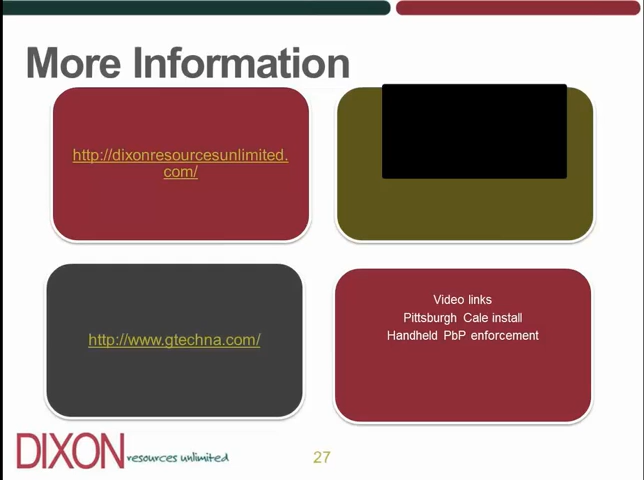 More Information
http://dixonresourcesunlimited.
com/
http://www.gtechna.com/
Video links
Pittsburgh Cale install
Handheld PbP enforcement
DIXON resources unlimited
27